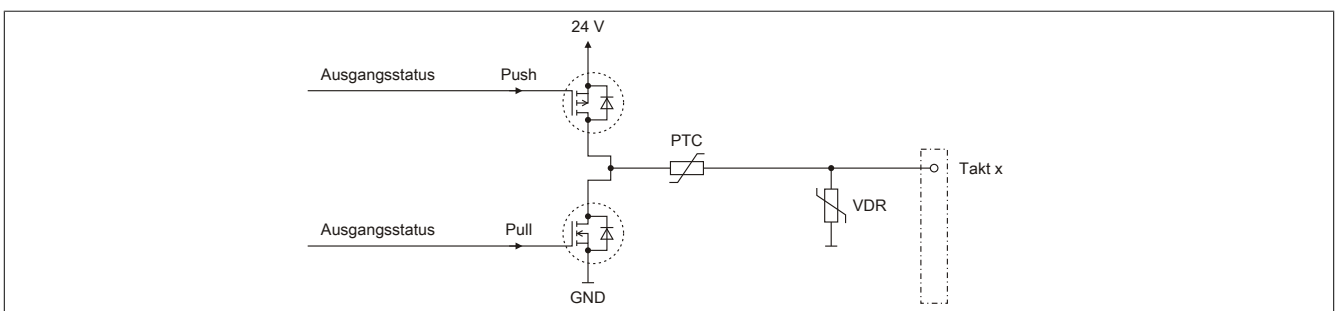 24 V
Ausgangsstatus Push
PTC
Takt x
VDR
Ausgangsstatus Pull
GND